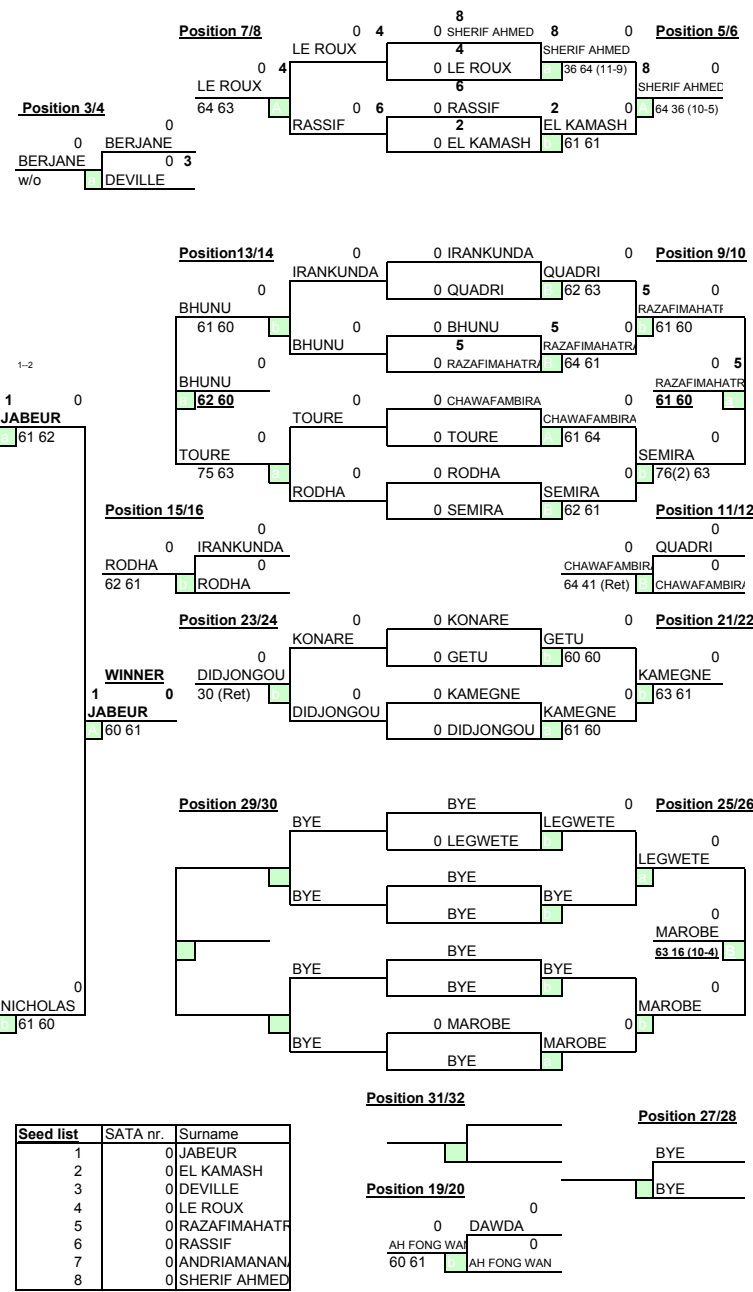 8
Position 7/8 0 4 0 SHERIF AHMED 8 0 Position 5/6
LE ROUX 4 SHERIF AHMED
0 4 0 LE ROUX a 36 64 (11-9) 8 0
LE ROUX 6 SHERIF AHMED
64 63 A 0 6 0 RASSIF 2 0 A 64 36 (10-5)
Position 3/4 RASSIF 2 EL KAMASH
0 0 EL KAMASH b 61 61
0 BERJANE
BERJANE 0 3
w/o a DEVILLE
Position13/14 0 0 IRANKUNDA 0 Position 9/10
IRANKUNDA QUADRI
0 0 QUADRI B 62 63 5 0
BHUNU RAZAFIMAHATR
61 60 b 0 0 BHUNU 5 0 b 61 60
BHUNU 5 RAZAFIMAHATRA
1--2 0 0 RAZAFIMAHATRA B 64 61 0 5
BHUNU RAZAFIMAHATR
1 0 a 62 60 0 0 CHAWAFAMBIRA 0 61 60 a
JABEUR TOURE CHAWAFAMBIRA
a 61 62 0 0 TOURE A 61 64 0
TOURE SEMIRA
75 63 B 0 0 RODHA 0 B 76(2) 63
RODHA SEMIRA
Position 15/16 0 SEMIRA B 62 61 Position 11/12
0 0
0 IRANKUNDA 0 QUADRI
RODHA 0 CHAWAFAMBIRA 0
62 61 b RODHA 64 41 (Ret) B CHAWAFAMBIRA
Position 23/24 0 0 KONARE 0 Position 21/22
KONARE GETU
0 0 GETU b 60 60 0
WINNER DIDJONGOU KAMEGNE
1 0 30 (Ret) b 0 0 KAMEGNE 0 b 63 61
JABEUR DIDJONGOU KAMEGNE
A 60 61 0 DIDJONGOU a 61 60
Position 29/30 BYE 0 Position 25/26
BYE LEGWETE
0 LEGWETE b 0
LEGWETE
BYE a
BYE BYE
BYE b 0
MAROBE
BYE 63 16 (10-4) B
BYE BYE
0 BYE b 0
NICHOLAS MAROBE
b 61 60 0 MAROBE 0 b
BYE MAROBE
BYE a
Position 31/32
Position 27/28
Seed list SATA nr. Surname
1 0 JABEUR BYE
2 0 EL KAMASH
3 0 DEVILLE Position 19/20 BYE
4 0 LE ROUX 0
5 0 RAZAFIMAHATR 0 DAWDA
6 0 RASSIF AH FONG WAN 0
7 0 ANDRIAMANANA 60 61 b AH FONG WAN
8 0 SHERIF AHMED